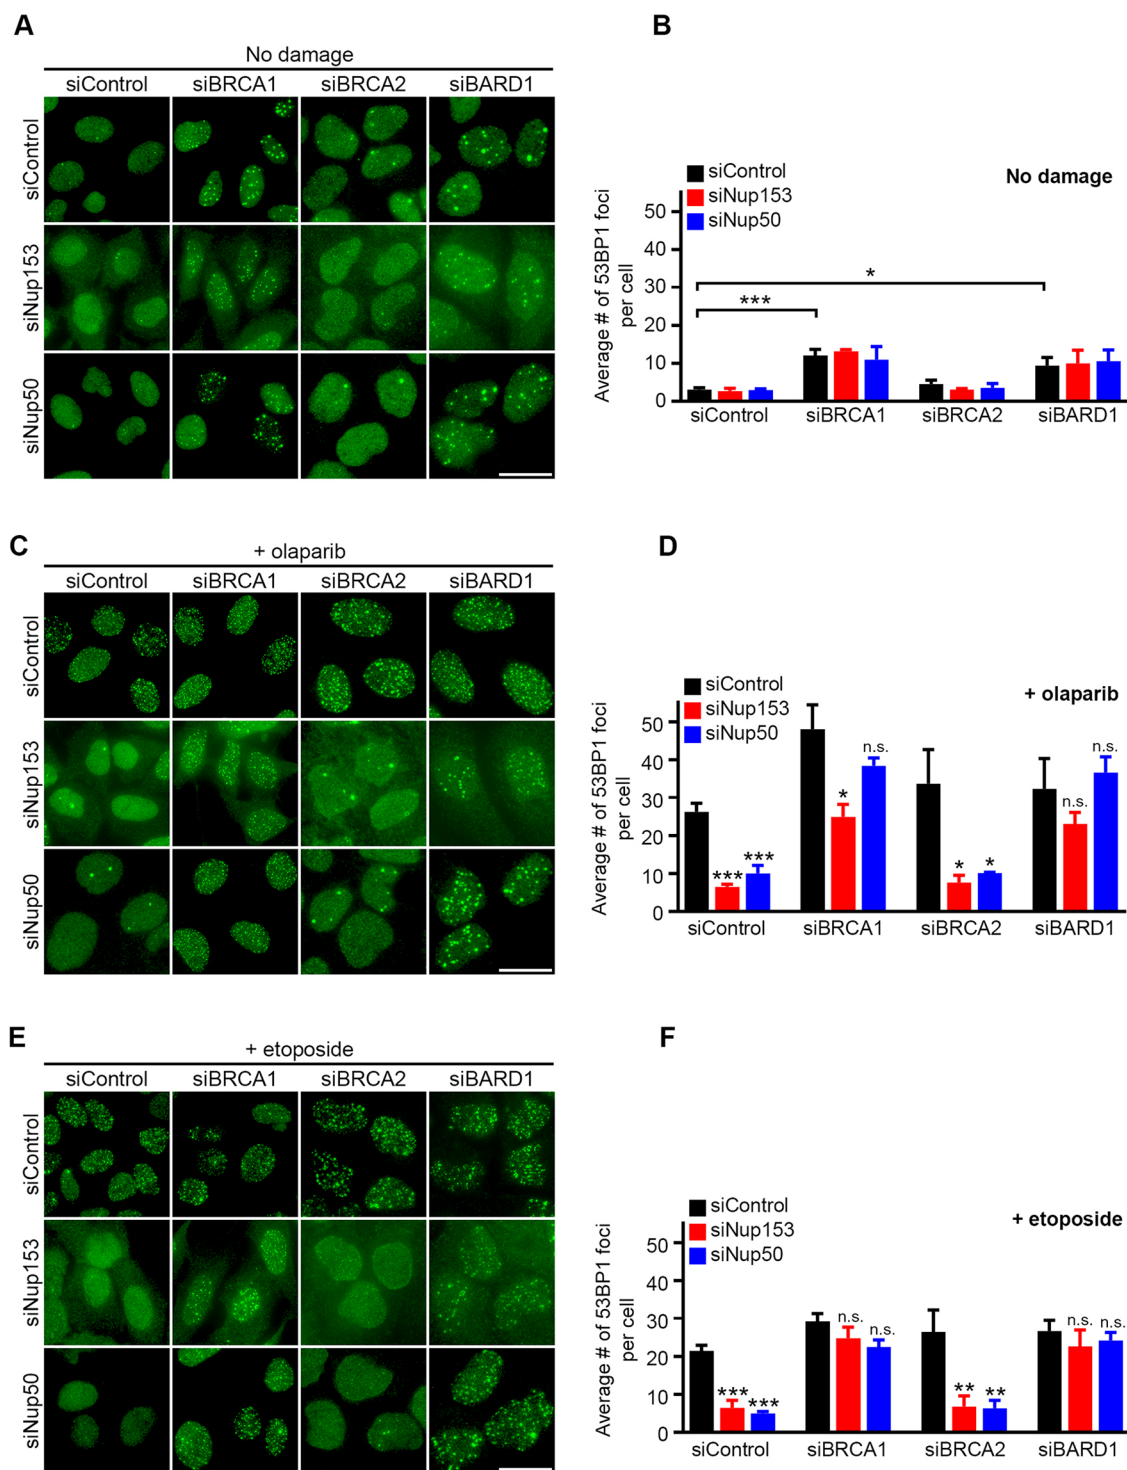 A
No damage
siControl siBRCA1 siBRCA2 siBARD1
siControl
siNup153
siNup50
B
siControl
siNup153
siNup50
No damage
Average # of 53BP1 foci
per cell
50
40
30
20
10
0
*
***
siControl siBRCA1 siBRCA2 siBARD1
C
+ olaparib
siControl siBRCA1 siBRCA2 siBARD1
siControl
siNup153
siNup50
D
siControl
siNup153
siNup50
+ olaparib
Average # of 53BP1 foci
per cell
50
40
30
20
10
0
*** *** * n.s. * * n.s. n.s.
siControl siBRCA1 siBRCA2 siBARD1
E
+ etoposide
siControl siBRCA1 siBRCA2 siBARD1
siControl
siNup153
siNup50
F
siControl
siNup153
siNup50
+ etoposide
Average # of 53BP1 foci
per cell
50
40
30
20
10
0
*** *** n.s. n.s. ** ** n.s. n.s.
siControl siBRCA1 siBRCA2 siBARD1